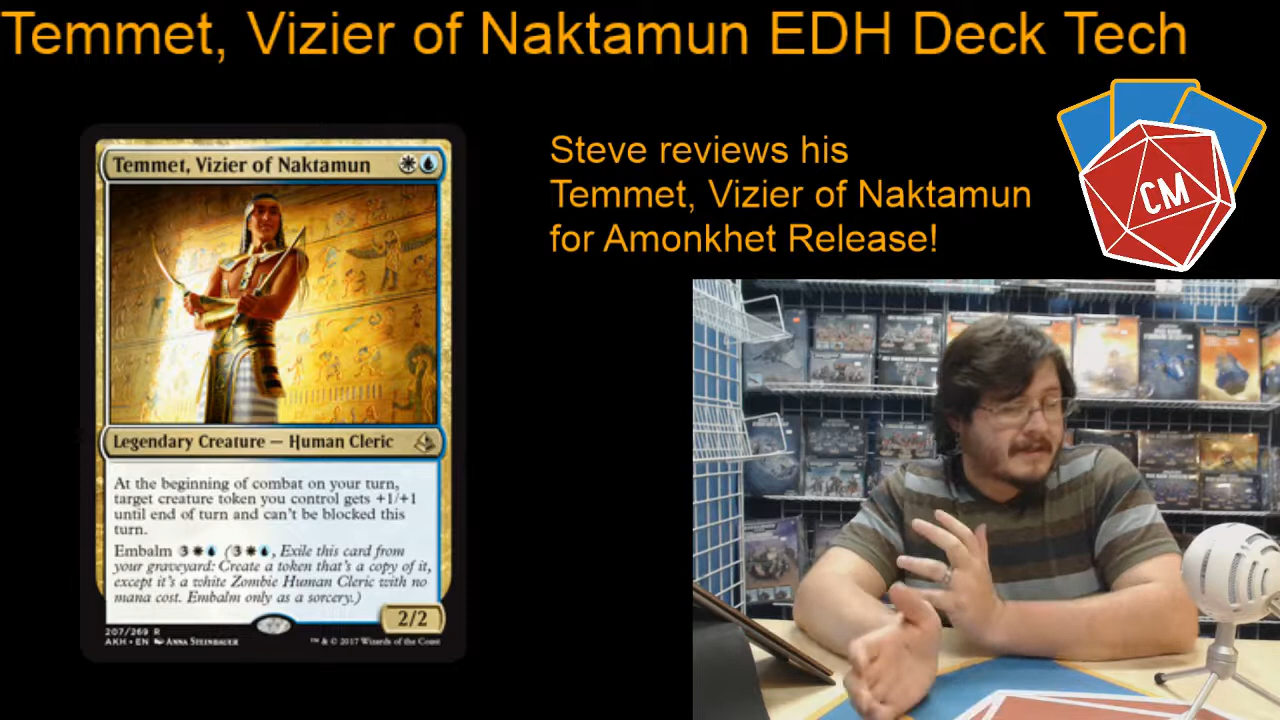 Temmet, Vizier of Naktamun EDH Deck Tech
Steve reviews his
Temmet, Vizier of Naktamun
for Amonkhet Release!
CM
Temmet, Vizier of Naktamun
Legendary Creature — Human Cleric
At the beginning of combat on your turn,
target creature token you control gets +1/+1
until end of turn and can't be blocked this
turn.
Embalm 3 (3, Exile this card from
your graveyard: Create a token that's a copy of it,
except it's a white Zombie Human Cleric with no
mana cost. Embalm only as a sorcery.)
2/2
207/269 R
AKH • EN Anna Steinbauer
™ & © 2017 Wizards of the Coast